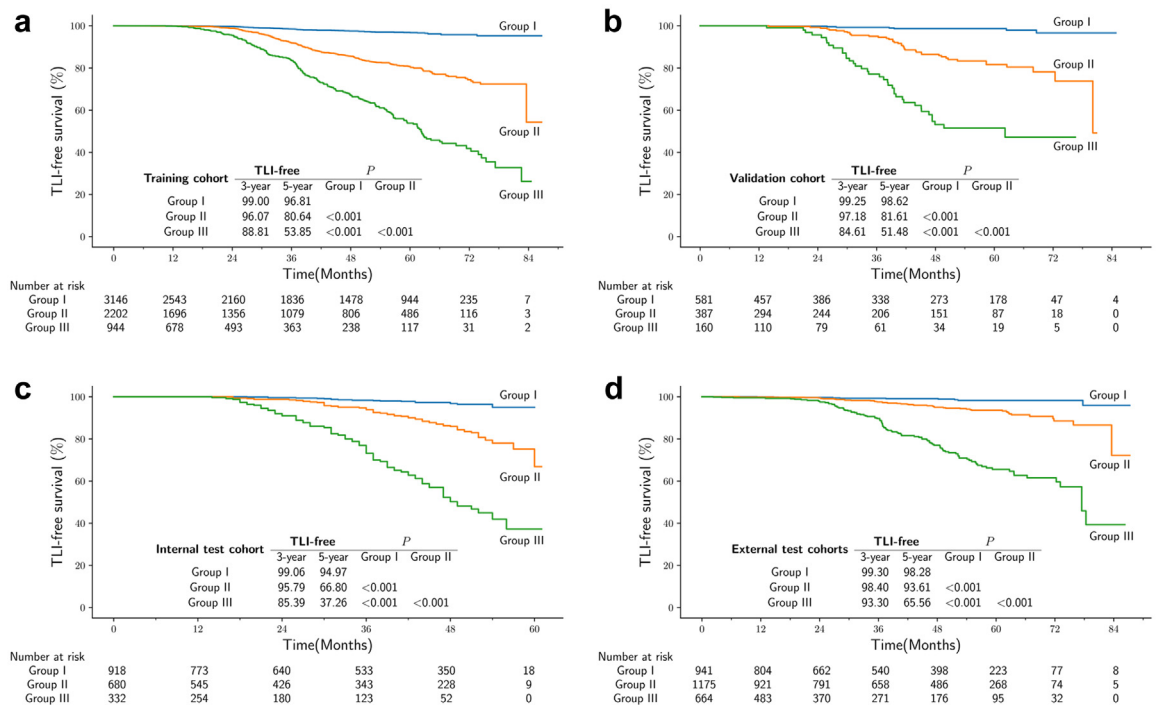 a
TLI-free survival (%)
100
80
60
40
20
0
Group I
Group II
Group III
Training cohort TLI-free P
3-year 5-year Group I Group II
Group I 99.00 96.81
Group II 96.07 80.64 <0.001
Group III 88.81 53.85 <0.001 <0.001
0 12 24 36 48 60 72 84
Time(Months)
Number at risk
Group I 3146 2543 2160 1836 1478 944 235 7
Group II 2202 1696 1356 1079 806 486 116 3
Group III 944 678 493 363 238 117 31 2
b
TLI-free survival (%)
100
80
60
40
20
0
Group I
Group II
Group III
Validation cohort TLI-free P
3-year 5-year Group I Group II
Group I 99.25 98.62
Group II 97.18 81.61 <0.001
Group III 84.61 51.48 <0.001 <0.001
0 12 24 36 48 60 72 84
Time(Months)
Number at risk
Group I 581 457 386 338 273 178 47 4
Group II 387 294 244 206 151 87 18 0
Group III 160 110 79 61 34 19 5 0
c
TLI-free survival (%)
100
80
60
40
20
0
Group I
Group II
Group III
Internal test cohort TLI-free P
3-year 5-year Group I Group II
Group I 99.06 94.97
Group II 95.79 66.80 <0.001
Group III 85.39 37.26 <0.001 <0.001
0 12 24 36 48 60
Time(Months)
Number at risk
Group I 918 773 640 533 350 18
Group II 680 545 426 343 228 9
Group III 332 254 180 123 52 0
d
TLI-free survival (%)
100
80
60
40
20
0
Group I
Group II
Group III
External test cohorts TLI-free P
3-year 5-year Group I Group II
Group I 99.30 98.28
Group II 98.40 93.61 <0.001
Group III 93.30 65.56 <0.001 <0.001
0 12 24 36 48 60 72 84
Time(Months)
Number at risk
Group I 941 804 662 540 398 223 77 8
Group II 1175 921 791 658 486 268 74 5
Group III 664 483 370 271 176 95 32 0